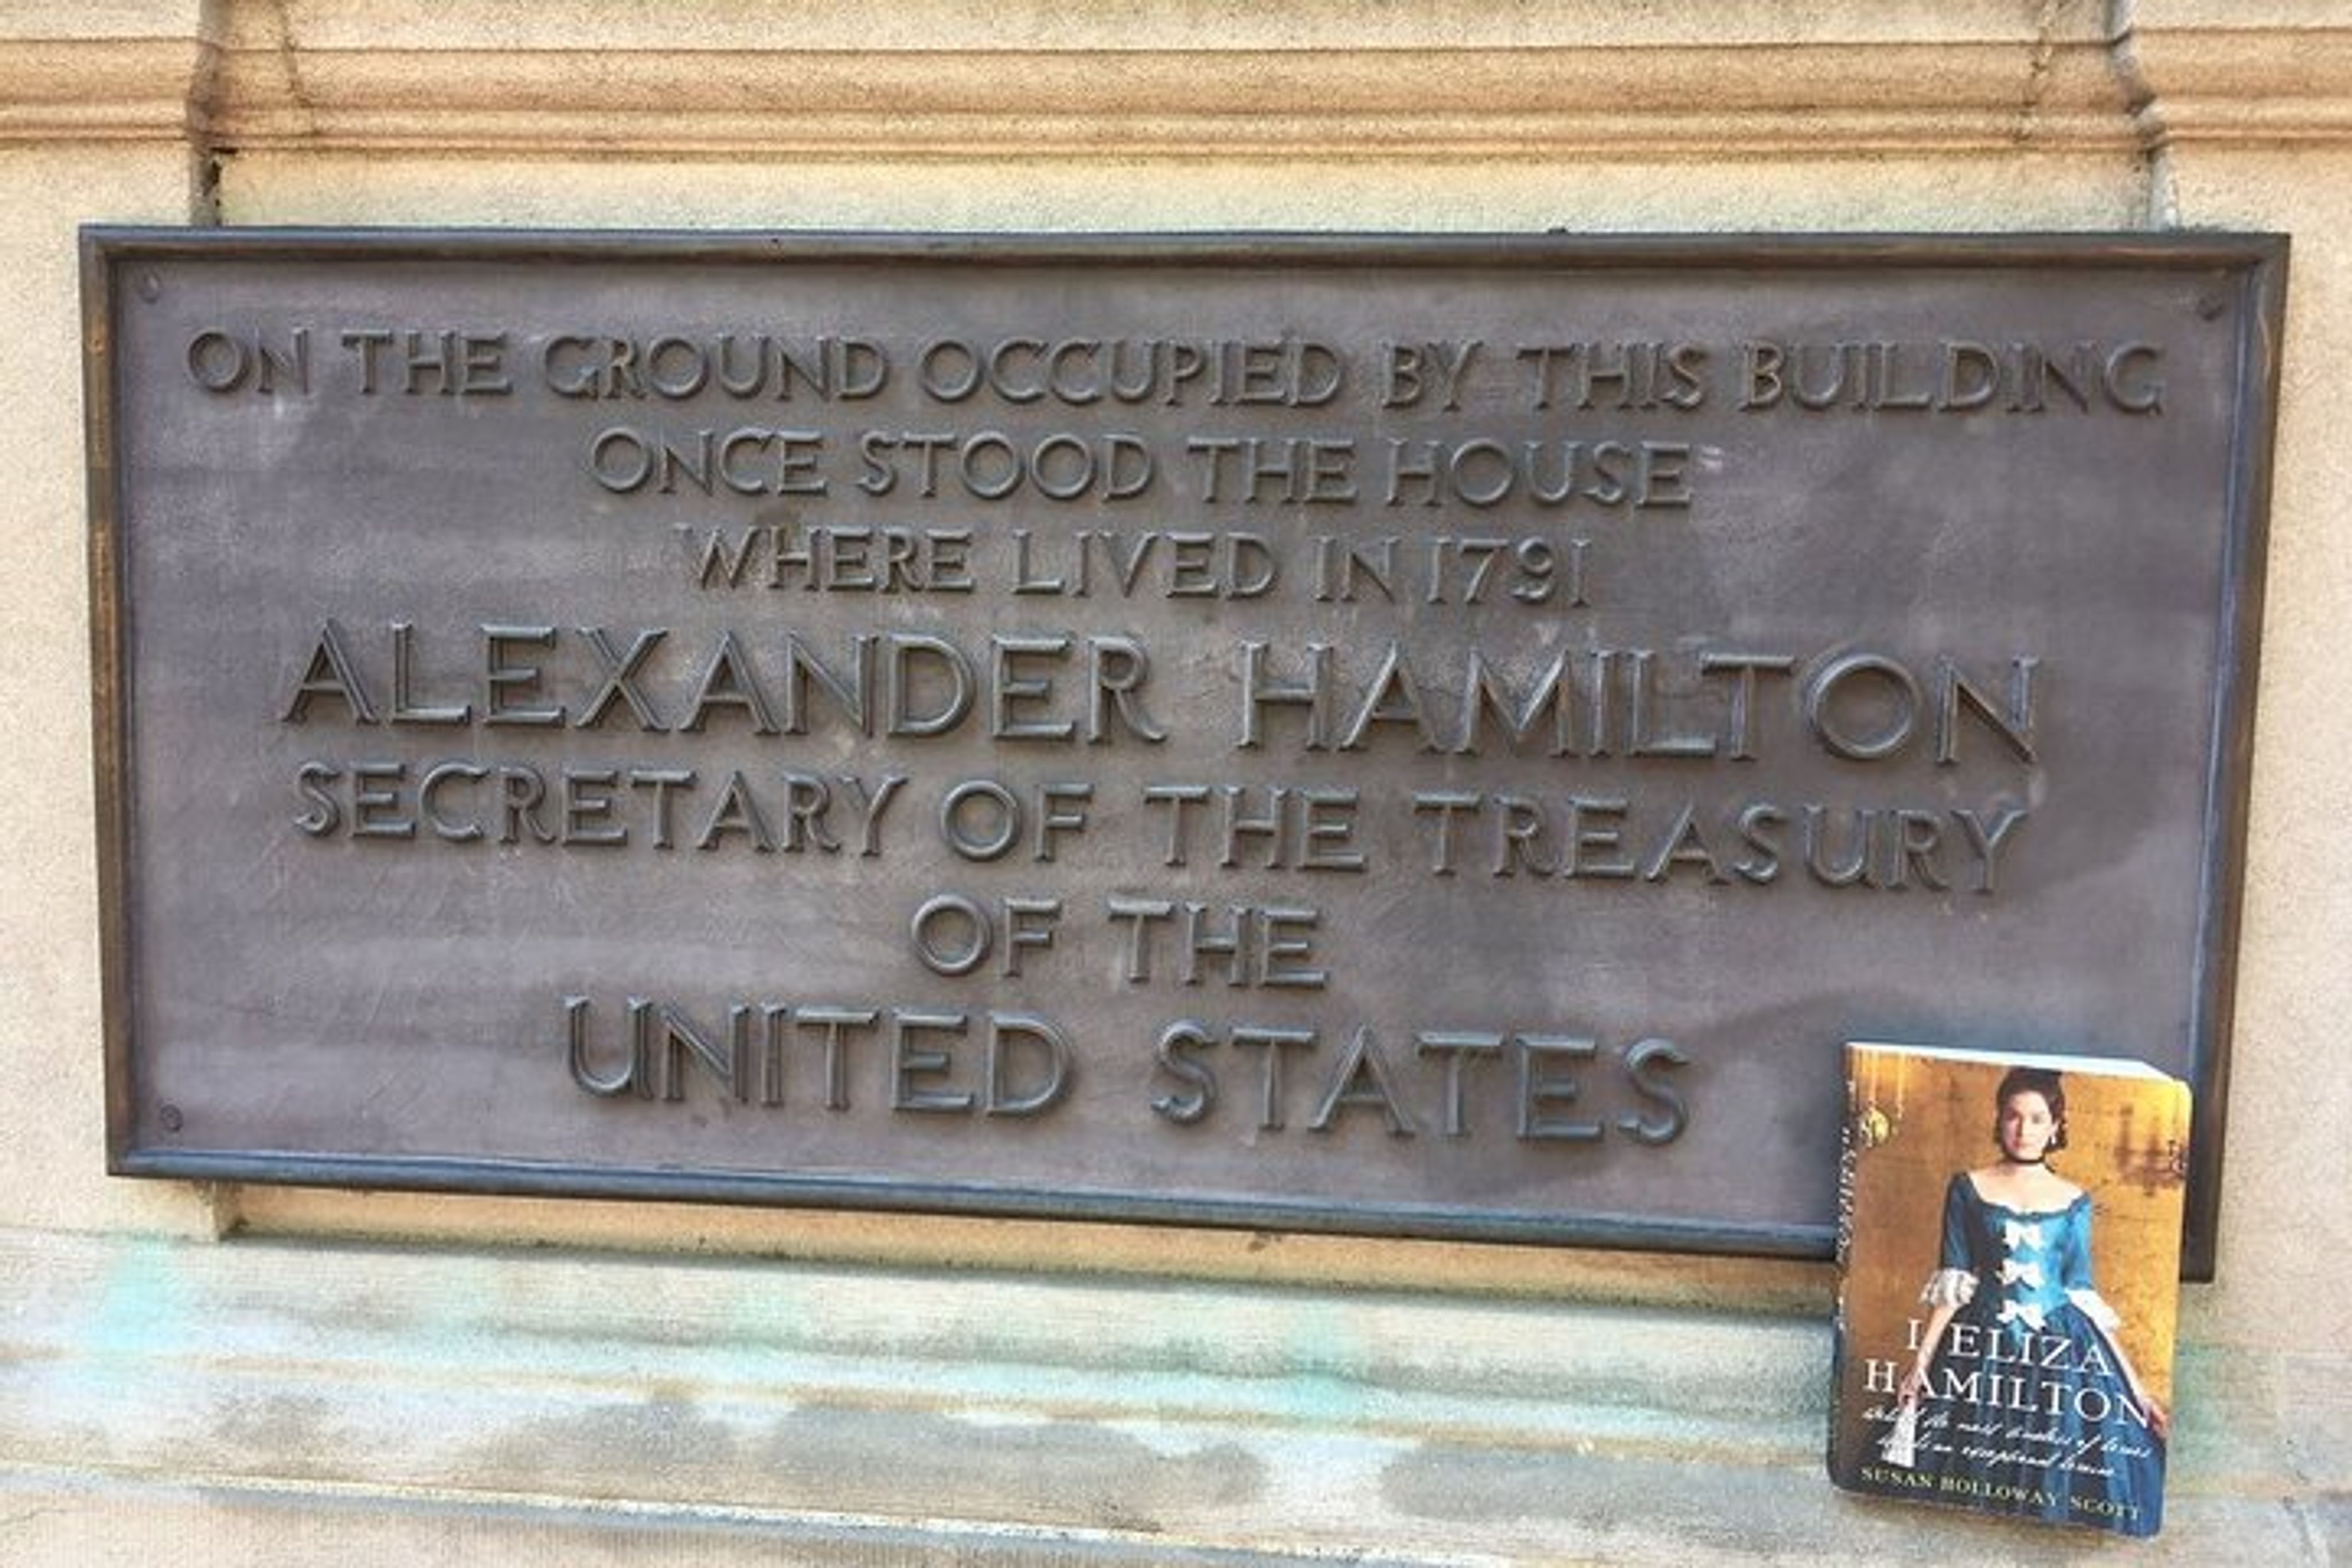 ON THE GROUND OCCUPIED BY THIS BUILDING
ONCE STOOD THE HOUSE
WHERE LIVED IN 1791
ALEXANDER HAMILTON
SECRETARY OF THE TREASURY
OF THE
UNITED STATES
I, ELIZA
HAMILTON
SUSAN HOLLOWAY SCOTT